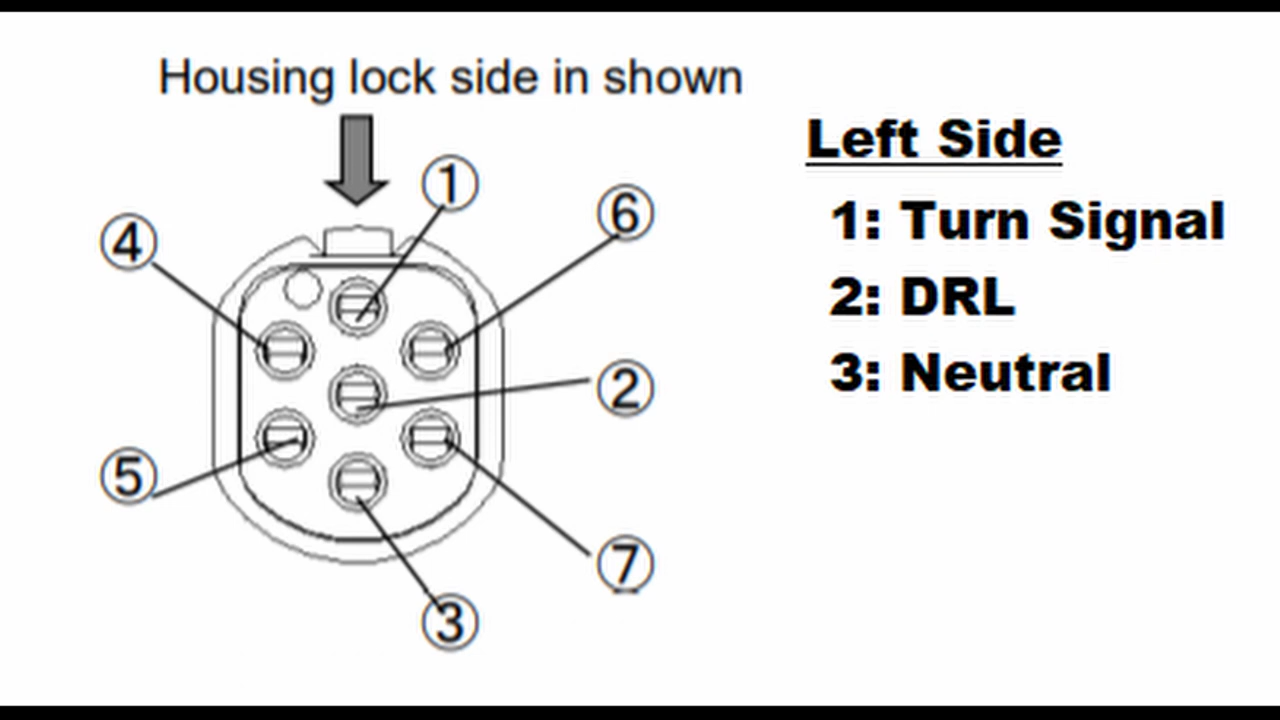 Housing lock side in shown
Left Side
1: Turn Signal
2: DRL
3: Neutral
1
6
4
2
5
7
3